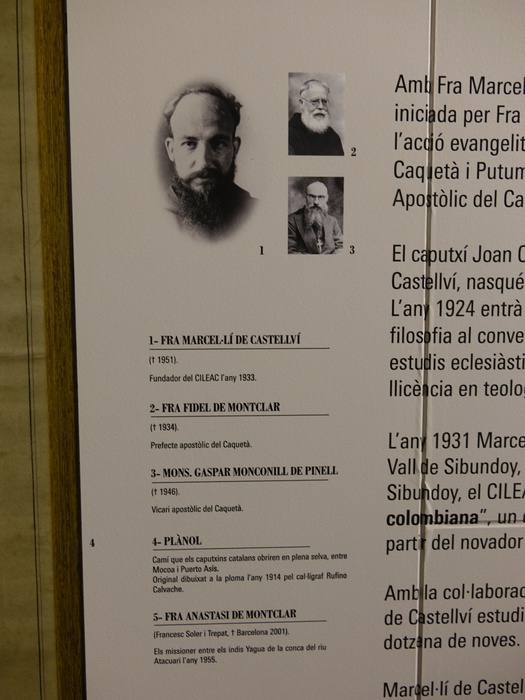 1
2
3
1- FRA MARCEL·LÍ DE CASTELLVÍ
(† 1951).
Fundador del CILEAC l'any 1933.
2- FRA FIDEL DE MONTCLAR
(† 1934).
Prefecte apostòlic del Caquetà.
3- MONS. GASPAR MONCONILL DE PINELL
(† 1946).
Vicari apostòlic del Caquetà.
4
4- PLÀNOL
Camí que els caputxins catalans obriren en plena selva, entre
Mocoa i Puerto Asís.
Original dibuixat a la ploma l'any 1914 pel cal·lígraf Rufino
Calvache.
5- FRA ANASTASI DE MONTCLAR
(Francesc Soler i Trepat, † Barcelona 2001).
Els missioner entre els indis Yagua de la conca del riu
Atacuari l'any 1955.
Amb Fra Marcel
iniciada per Fra
l'acció evangelit
Caquetà i Putum
Apostòlic del Ca
El caputxí Joan
Castellví, nasqué
L'any 1924 entrà
filosofia al conve
estudis eclesiàsti
llicència en teolo
L'any 1931 Marce
Vall de Sibundoy,
Sibundoy, el CILEA
colombiana", un
partir del novador
Amb la col·laborac
de Castellví estudi
dotzena de noves.
Marcel·lí de Castel